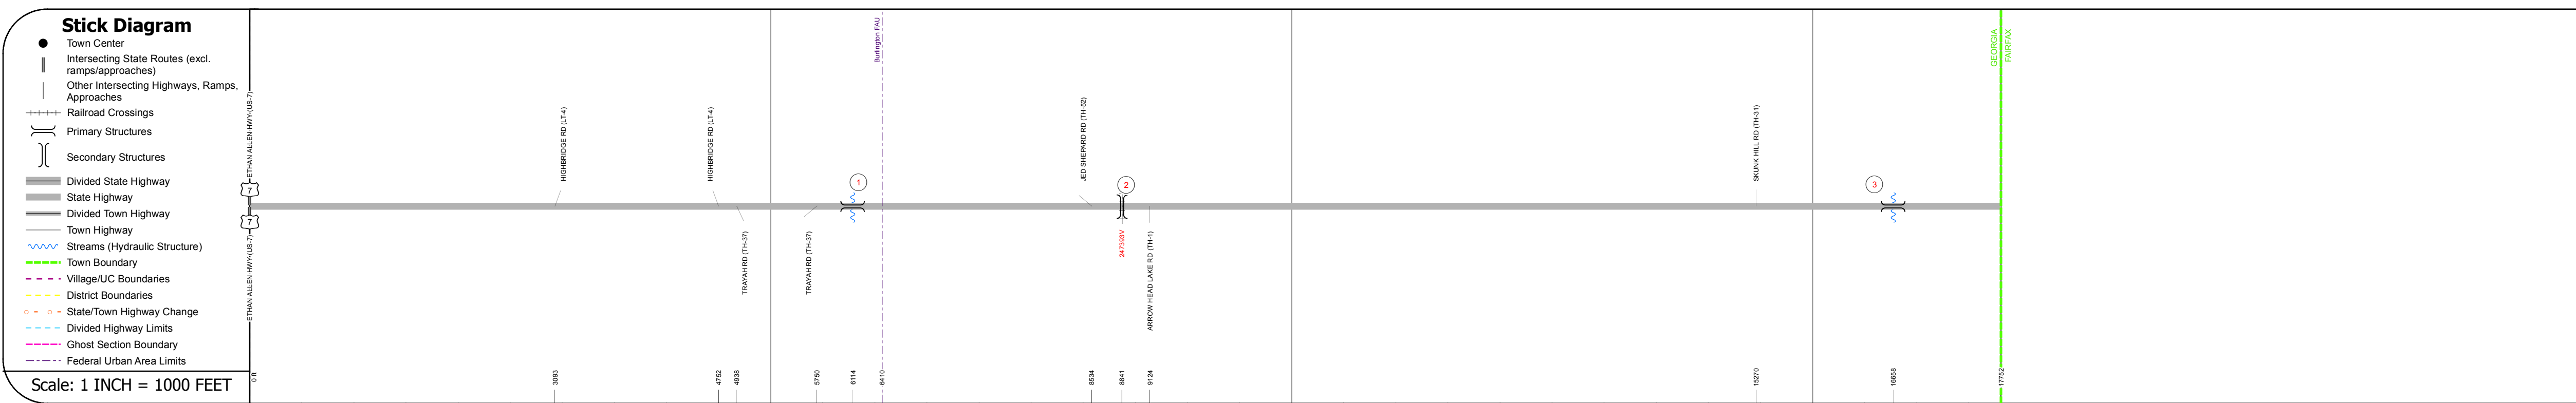 Stick Diagram
Town Center
Intersecting State Routes (excl.
ramps/approaches)
Other Intersecting Highways, Ramps,
Approaches
Railroad Crossings
Primary Structures
Secondary Structures
Divided State Highway
State Highway
Divided Town Highway
Town Highway
Streams (Hydraulic Structure)
Town Boundary
Village/UC Boundaries
District Boundaries
State/Town Highway Change
Divided Highway Limits
Ghost Section Boundary
Federal Urban Area Limits
Scale: 1 INCH = 1000 FEET
ETHAN ALLEN HWY-(US-7)
7
7
ETHAN-ALLEN-HWY-(US-7)
HIGHBRIDGE RD (LT-4)
HIGHBRIDGE RD (LT-4)
TRAYAH RD (TH-37)
TRAYAH RD (TH-37)
1
Burlington FAU
JED SHEPARD RD (TH-52)
2
247393V
ARROW HEAD LAKE RD (TH-1)
SKUNK HILL RD (TH-31)
3
GEORGIA
FAIRFAX
0 ft
3093
4752
4938
5750
6114
6410
8534
8841
9124
15270
16658
17752